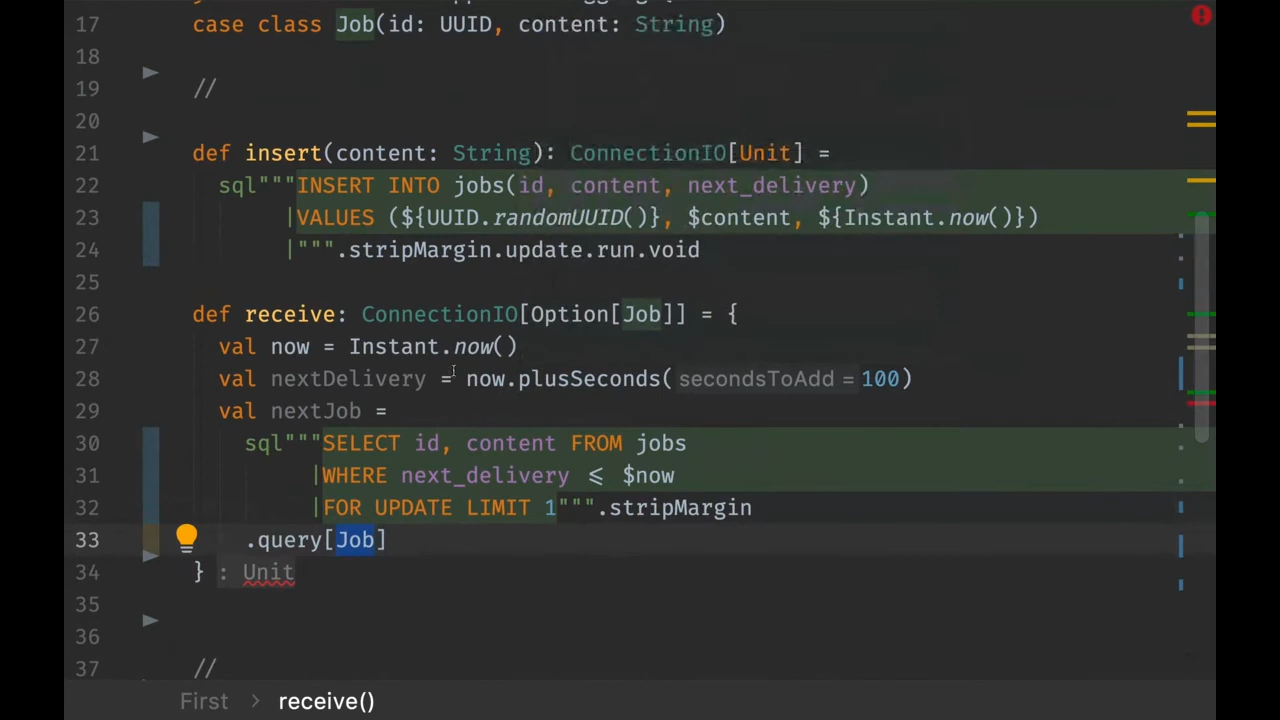 17 case class Job(id: UUID, content: String)
18
19 //
20
21 def insert(content: String): ConnectionIO[Unit] =
22 sql"""INSERT INTO jobs(id, content, next_delivery)
23 |VALUES (${UUID.randomUUID()}, $content, ${Instant.now()})
24 |""".stripMargin.update.run.void
25
26 def receive: ConnectionIO[Option[Job]] = {
27 val now = Instant.now()
28 val nextDelivery = now.plusSeconds( secondsToAdd = 100)
29 val nextJob =
30 sql"""SELECT id, content FROM jobs
31 |WHERE next_delivery ⩽ $now
32 |FOR UPDATE LIMIT 1""".stripMargin
33 .query[Job]
34 } : Unit
35
36
37 //
First > receive()